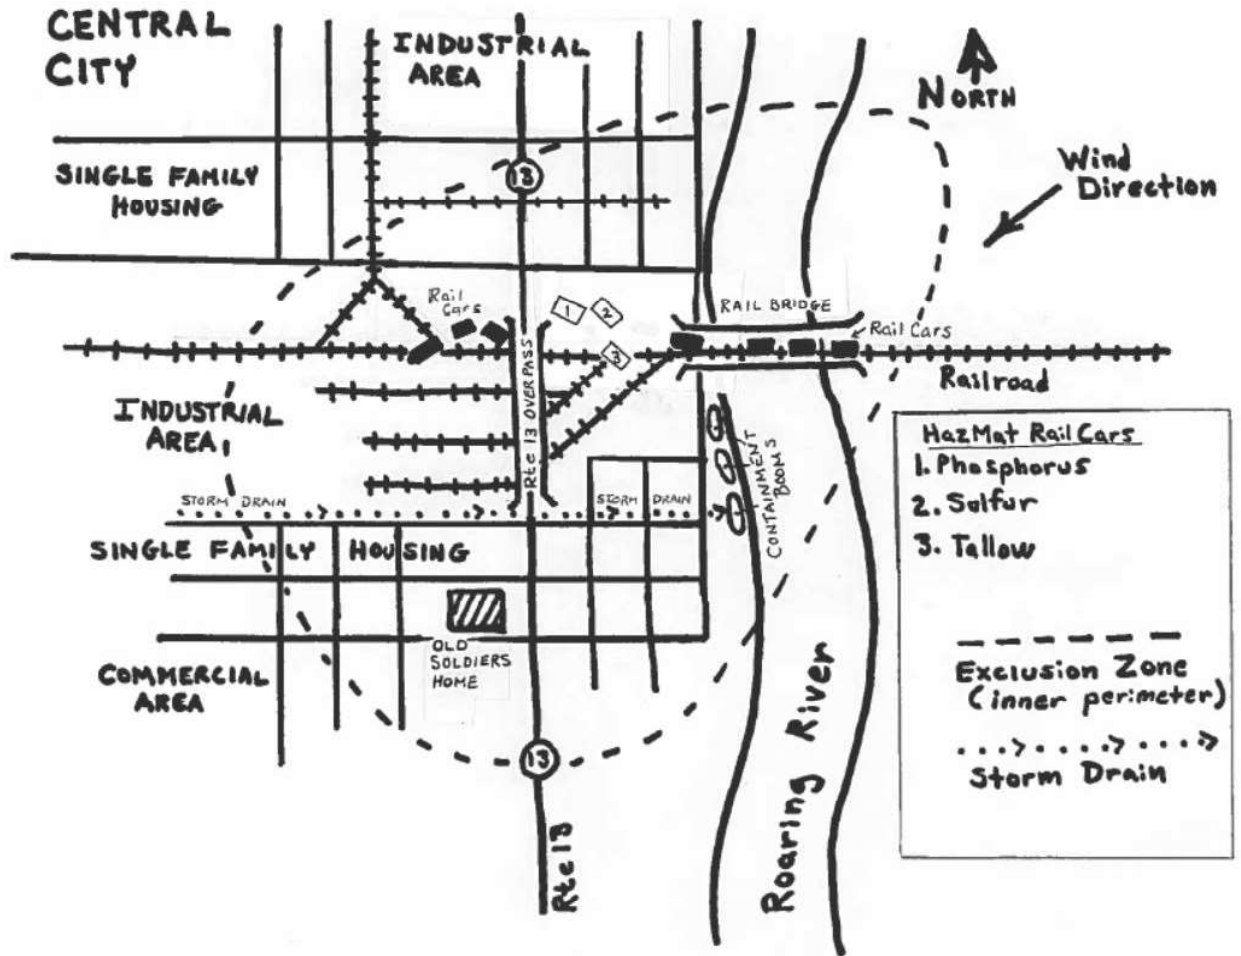 CENTRAL
CITY
INDUSTRIAL
AREA
NORTH
Wind
Direction
SINGLE FAMILY
HOUSING
13
Rail
Cars
1
2
3
RAIL BRIDGE
Rail Cars
Railroad
Rte 13 OVERPASS
INDUSTRIAL
AREA
STORM DRAIN
STORM DRAIN
CONTAINMENT
BOOMS
SINGLE FAMILY HOUSING
OLD
SOLDIERS
HOME
COMMERCIAL
AREA
13
Rte 13
Roaring River
HazMat Rail Cars
1. Phosphorus
2. Salfur
3. Tallow
Exclusion Zone
(inner perimeter)
Storm Drain